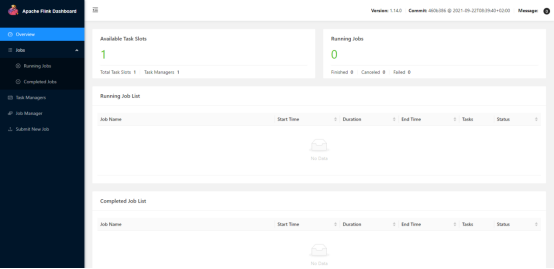 Apache Flink Dashboard
Version: 1.14.0 Commit: 460b386 @ 2021-09-22T08:39:40+02:00 Message: 0
Overview
Jobs
Running Jobs
Completed Jobs
Task Managers
Job Manager
Submit New Job
Available Task Slots
1
Total Task Slots 1 Task Managers 1
Running Jobs
0
Finished 0 Canceled 0 Failed 0
Running Job List
Job Name Start Time Duration End Time Tasks Status
No Data
Completed Job List
Job Name Start Time Duration End Time Tasks Status
No Data